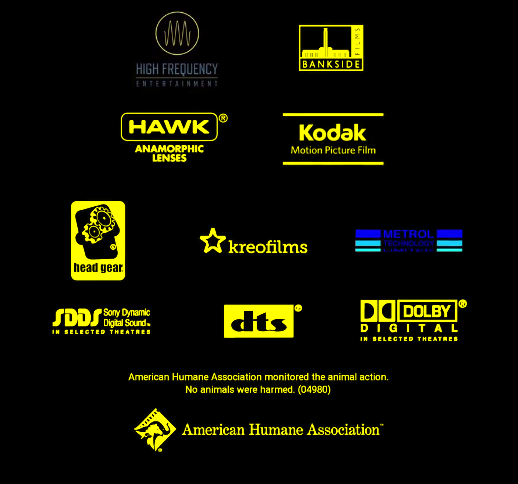 HIGH FREQUENCY
ENTERTAINMENT
BANKSIDE
FILMS
HAWK®
ANAMORPHIC
LENSES
Kodak
Motion Picture Film
head gear
kreofilms
METROL
TECHNOLOGY
SDDS Sony Dynamic
Digital Sound™
IN SELECTED THEATRES
dts
DOLBY®
DIGITAL
IN SELECTED THEATRES
American Humane Association monitored the animal action.
No animals were harmed. (04980)
American Humane Association™